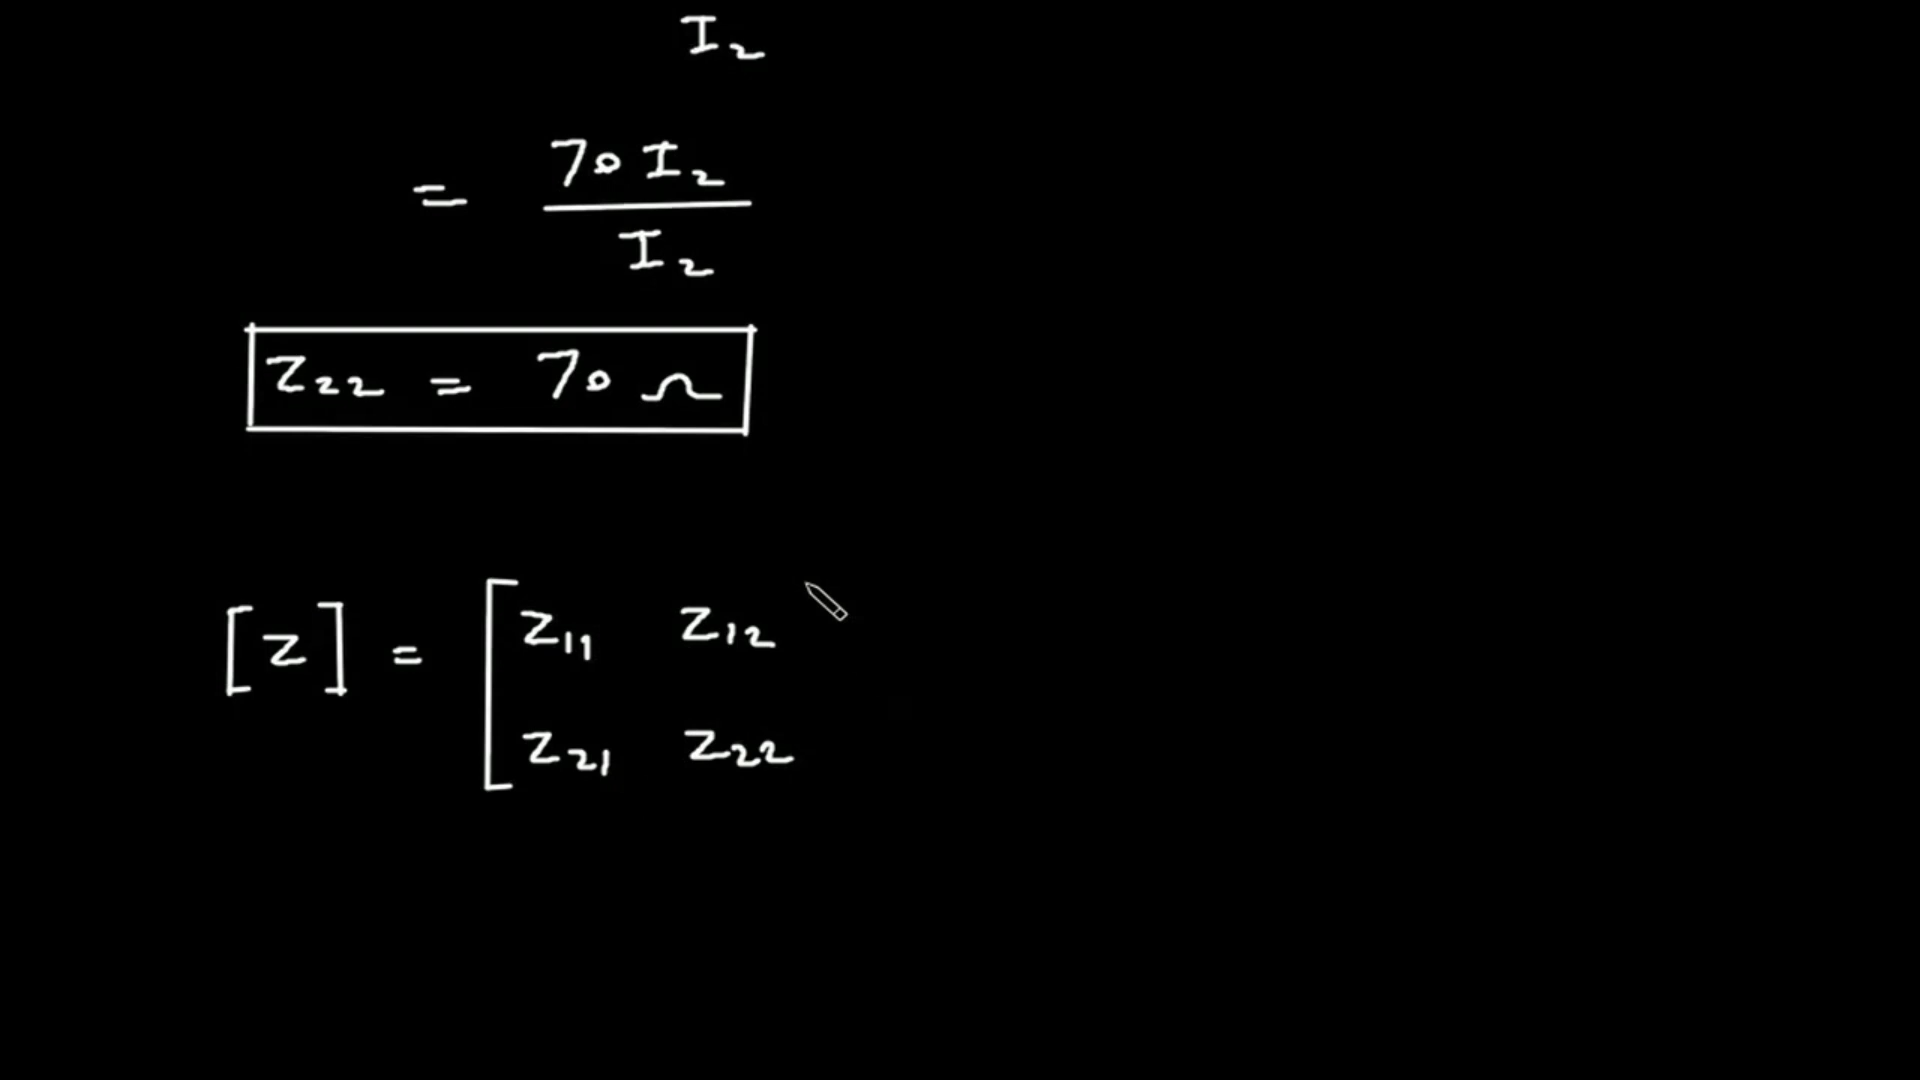 I₂
= 70 I₂ / I₂
Z₂₂ = 70 Ω
[Z] = [ Z₁₁ Z₁₂
Z₂₁ Z₂₂